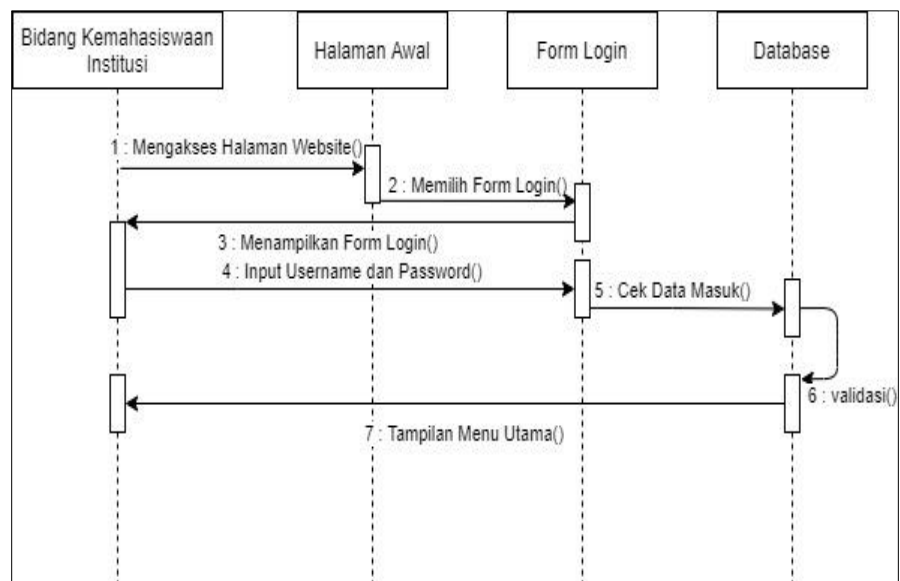 Bidang Kemahasiswaan
Institusi
Halaman Awal
Form Login
Database
1 : Mengakses Halaman Website()
2 : Memilih Form Login()
3 : Menampilkan Form Login()
4 : Input Username dan Password()
5 : Cek Data Masuk()
6 : validasi()
7 : Tampilan Menu Utama()